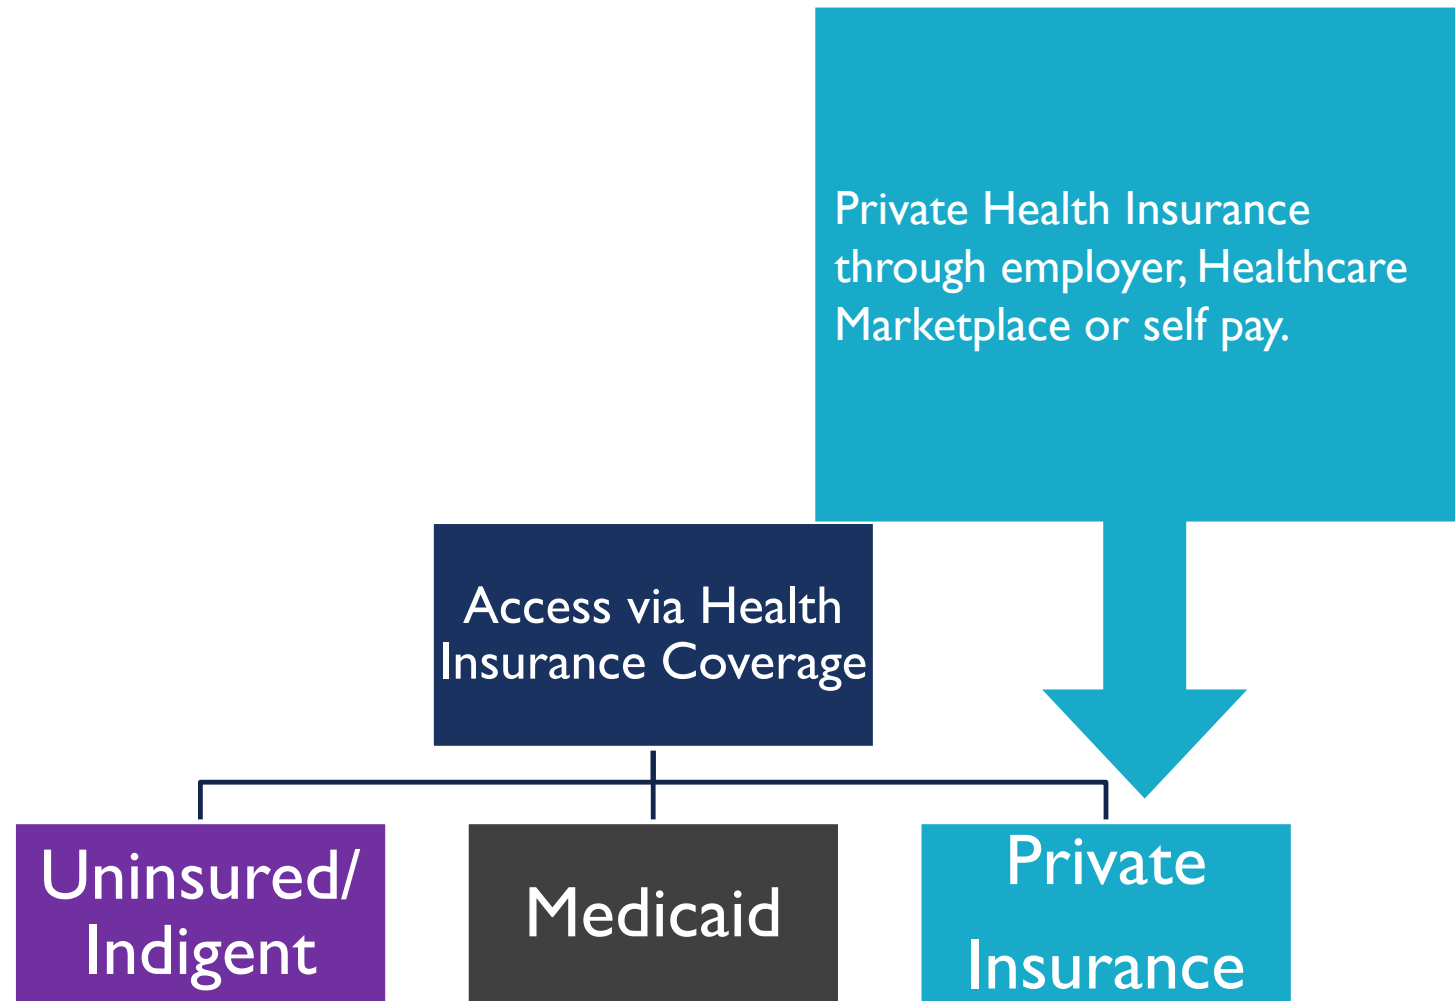 Private Health Insurance
through employer, Healthcare
Marketplace or self pay.
Access via Health
Insurance Coverage
Uninsured/
Indigent
Medicaid
Private
Insurance